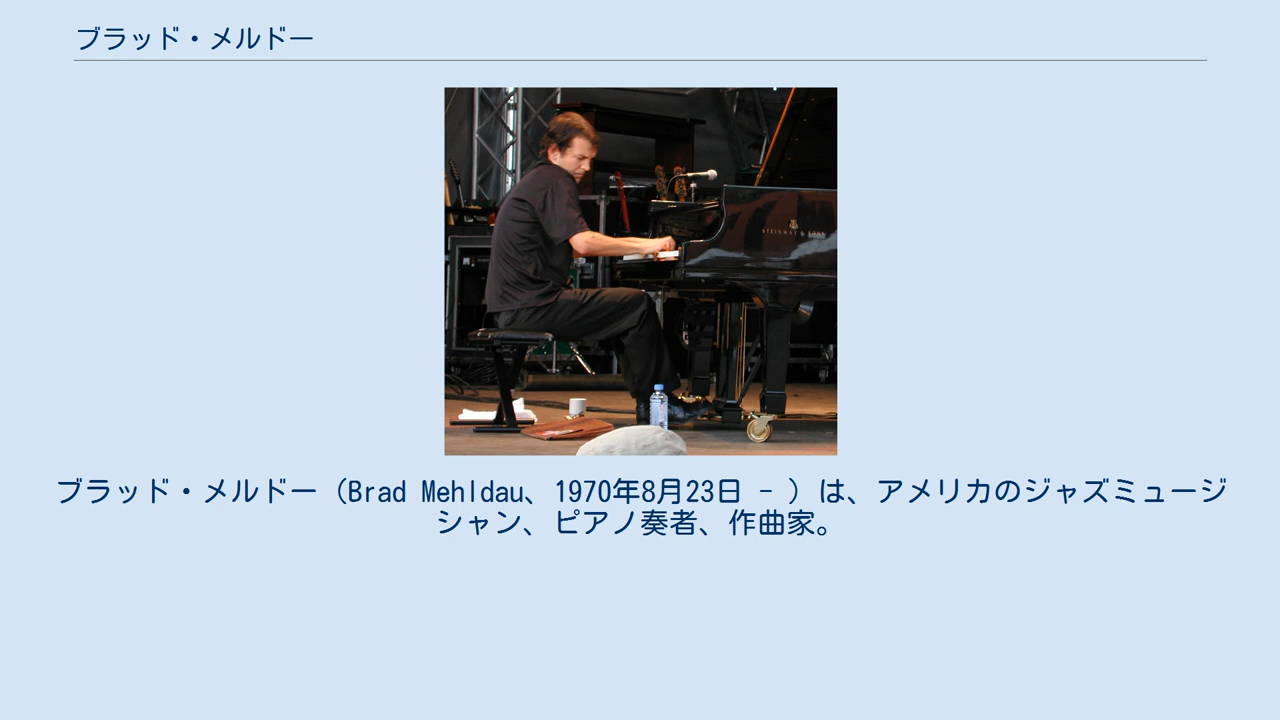 ブラッド・メルドー
STEINWAY & SONS
ブラッド・メルドー（Brad Mehldau、1970年8月23日 - ）は、アメリカのジャズミュージ
シャン、ピアノ奏者、作曲家。